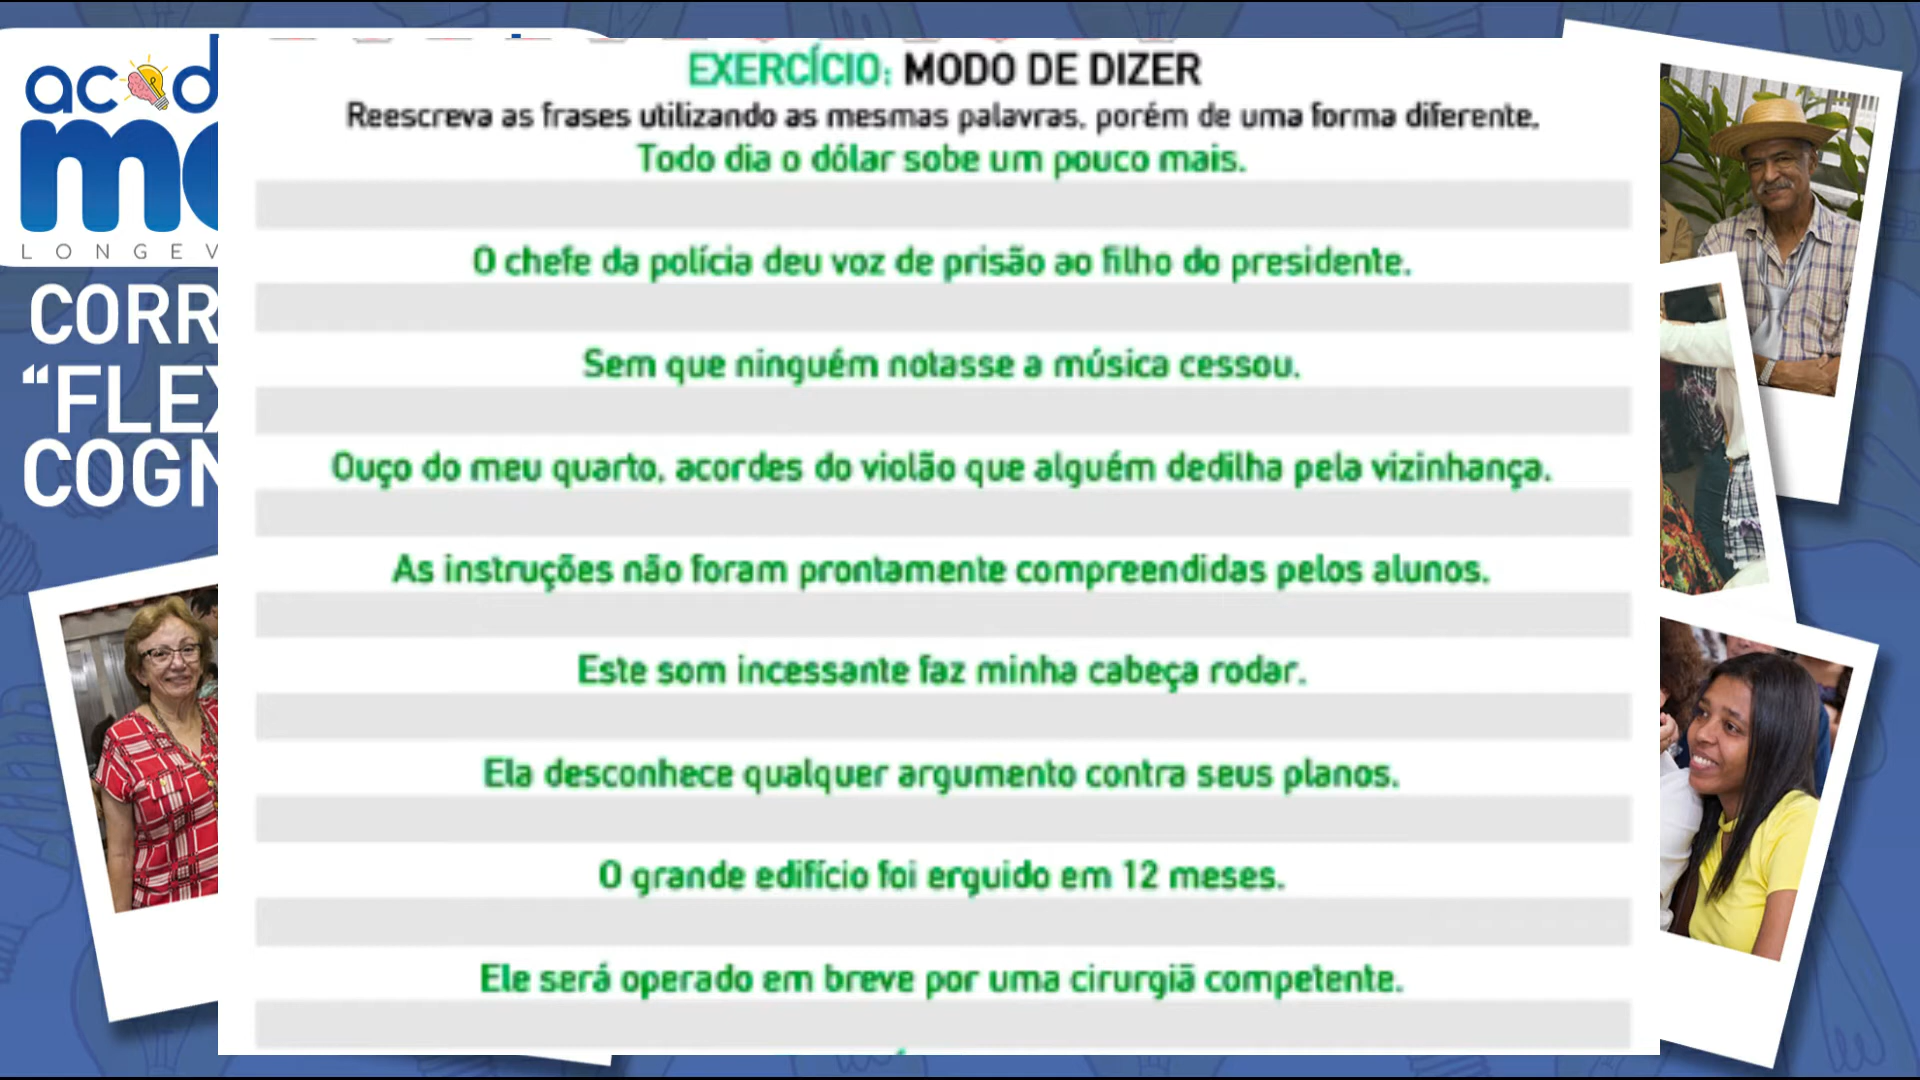 EXERCÍCIO: MODO DE DIZER
Reescreva as frases utilizando as mesmas palavras, porém de uma forma diferente.
Todo dia o dólar sobe um pouco mais.
O chefe da polícia deu voz de prisão ao filho do presidente.
Sem que ninguém notasse a música cessou.
Ouço do meu quarto, acordes do violão que alguém dedilha pela vizinhança.
As instruções não foram prontamente compreendidas pelos alunos.
Este som incessante faz minha cabeça rodar.
Ela desconhece qualquer argumento contra seus planos.
O grande edifício foi erguido em 12 meses.
Ele será operado em breve por uma cirurgiã competente.
acad
me
LONGEV
CORR
“FLEX
COGN